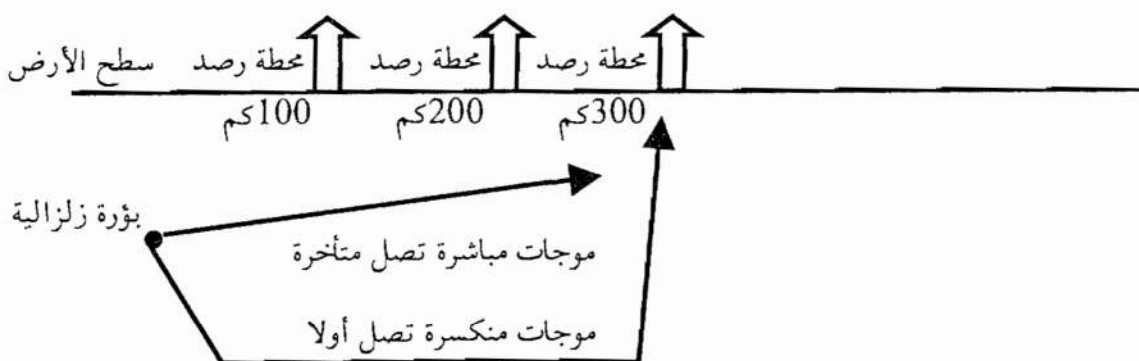 سطح الأرض محطة رصد محطة رصد محطة رصد
100كم 200كم 300كم
بؤرة زلزالية
موجات مباشرة تصل متأخرة
موجات منكسرة تصل أولا